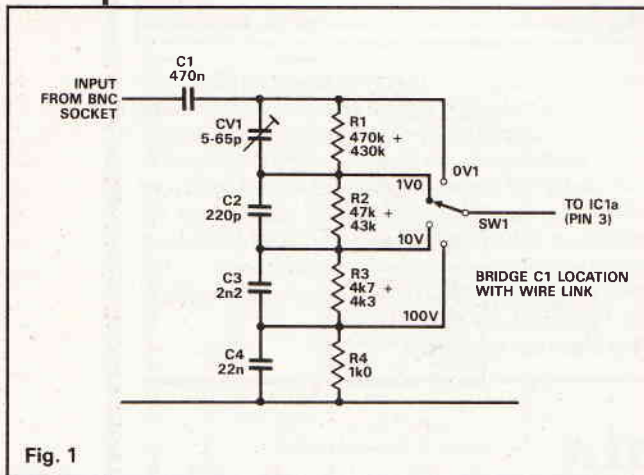 C1
470n
INPUT
FROM BNC
SOCKET
CV1
5-65p
R1
470k +
430k
0V1
1V0
C2
220p
R2
47k &
43k
TO IC1a
(PIN 3)
SW1
10V
C3
2n2
R3
4k7 +
4k3
BRIDGE C1 LOCATION
WITH WIRE LINK
100V
C4
22n
R4
1k0
Fig. 1